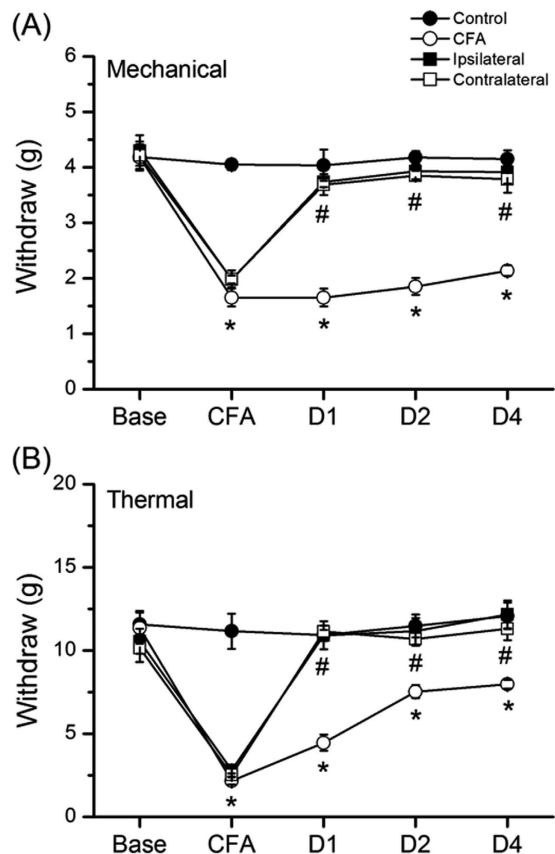 (A)
Control
CFA
Ipsilateral
Contralateral
Mechanical
Withdraw (g)
6
5
4
3
2
1
0
# # #
* * * *
Base CFA D1 D2 D4
(B)
Thermal
Withdraw (g)
20
15
10
5
0
# # #
* * * *
Base CFA D1 D2 D4